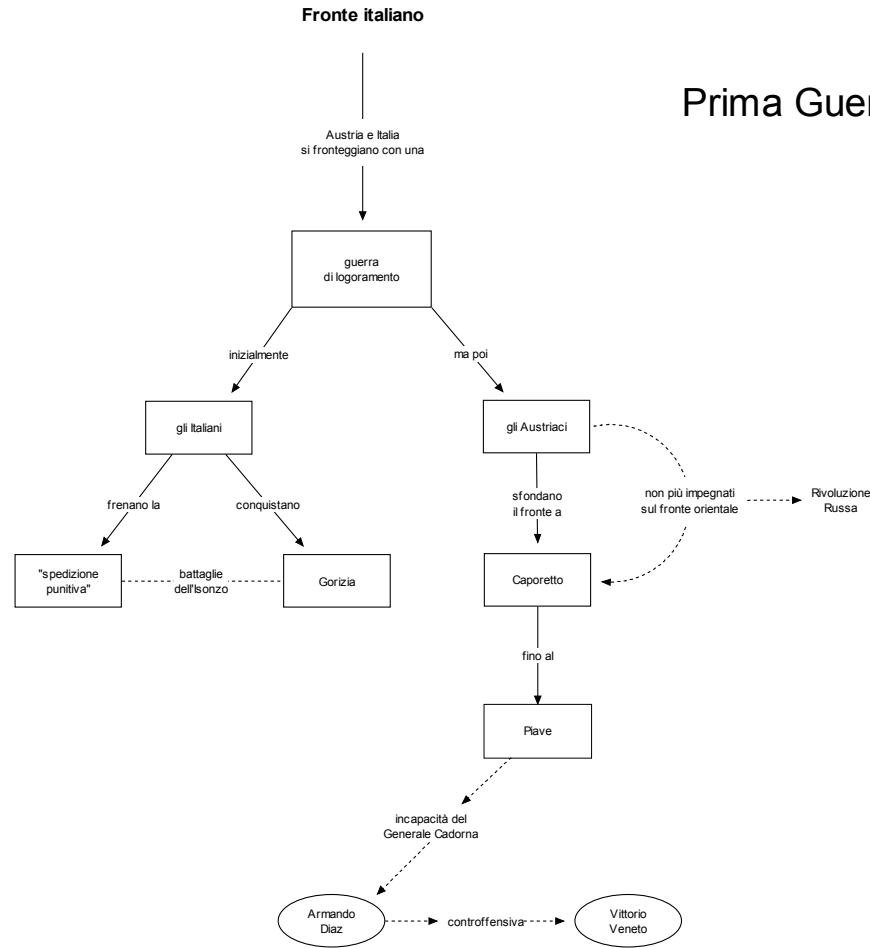 Fronte italiano
Prima Guer
Austria e Italia
si fronteggiano con una
guerra
di logoramento
inizialmente
ma poi
gli Italiani
gli Austriaci
frenano la
conquistano
sfondano
il fronte a
non più impegnati
sul fronte orientale
Rivoluzione
Russa
"spedizione
punitiva"
battaglie
dell'Isonzo
Gorizia
Caporetto
fino al
Piave
incapacità del
Generale Cadorna
Armando
Diaz
controffensiva
Vittorio
Veneto